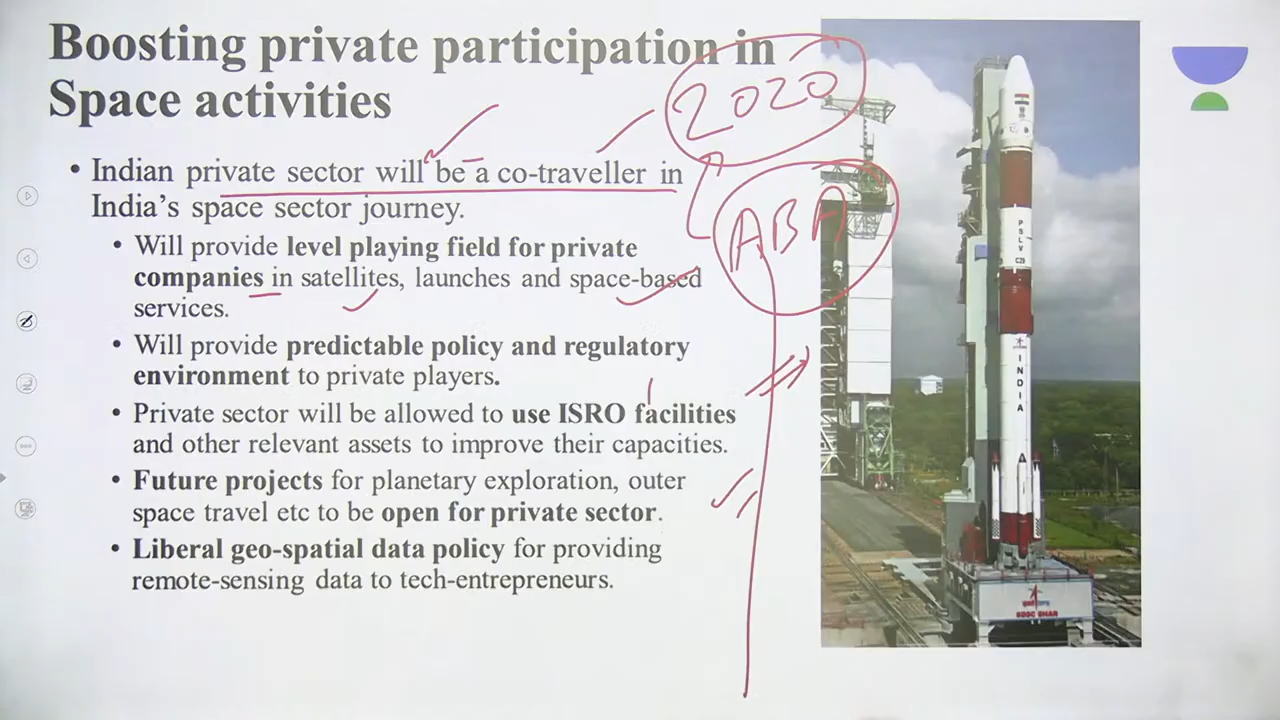 Boosting private participation in
Space activities
2020
ABA
• Indian private sector will be a co-traveller in
India's space sector journey.
• Will provide level playing field for private
companies in satellites, launches and space-based
services.
• Will provide predictable policy and regulatory
environment to private players.
• Private sector will be allowed to use ISRO facilities
and other relevant assets to improve their capacities.
• Future projects for planetary exploration, outer
space travel etc to be open for private sector.
• Liberal geo-spatial data policy for providing
remote-sensing data to tech-entrepreneurs.
PSLV
C29
INDIA
SDSC SHAR